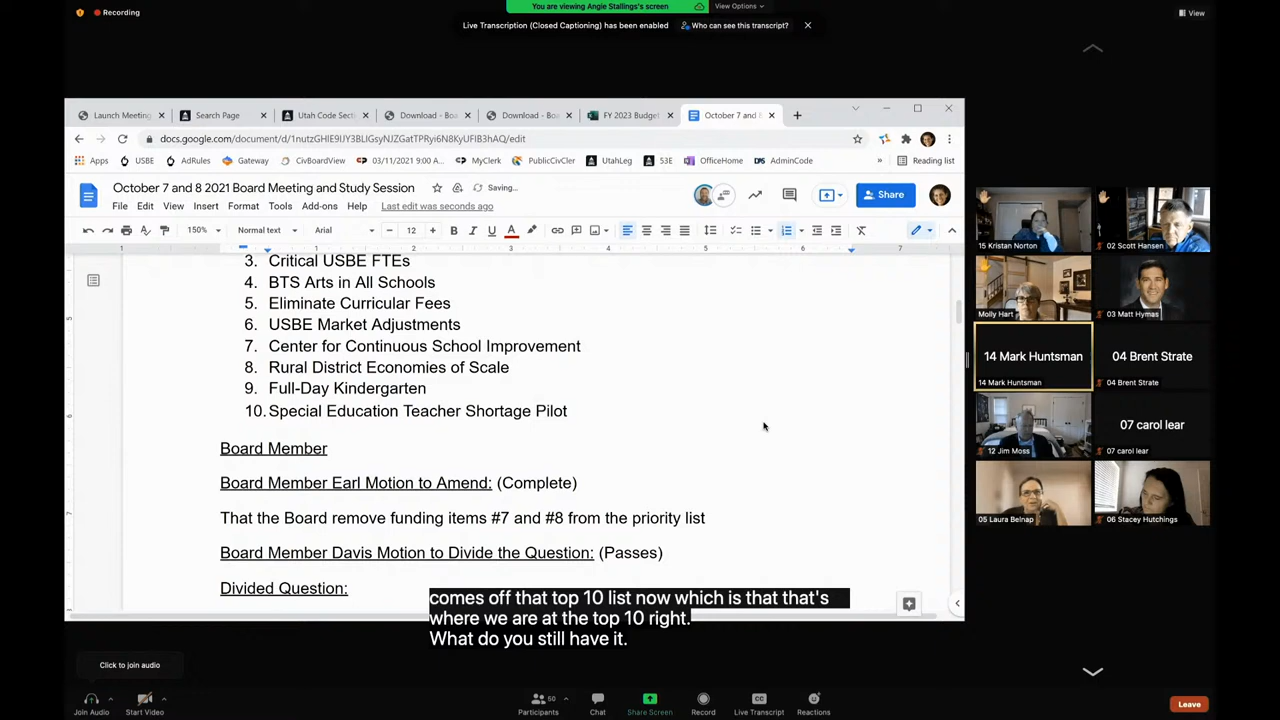 Recording
You are viewing Angie Stallings's screen
View Options
View
Live Transcription (Closed Captioning) has been enabled
Who can see this transcript?
Launch Meeting
Search Page
Utah Code Secti
Download - Boa
Download - Boa
FY 2023 Budget
October 7 and 8
docs.google.com/document/d/
Apps
USBE
AdRules
Gateway
CivBoardVIEW
03/11/2021 9:00 A...
MyClerk
PublicCivCler
UtahLeg
53E
OfficeHome
AdminCode
Reading list
October 7 and 8 2021 Board Meeting and Study Session
Saving...
Share
File Edit View Insert Format Tools Add-ons Help Last edit was seconds ago
150% Normal text Arial 12 B I U A
1 1 2 3 4 5 6 7
3. Critical USBE FTEs
4. BTS Arts in All Schools
5. Eliminate Curricular Fees
6. USBE Market Adjustments
7. Center for Continuous School Improvement
8. Rural District Economies of Scale
9. Full-Day Kindergarten
10. Special Education Teacher Shortage Pilot
Board Member
Board Member Earl Motion to Amend: (Complete)
That the Board remove funding items #7 and #8 from the priority list
Board Member Davis Motion to Divide the Question: (Passes)
Divided Question:
comes off that top 10 list now which is that that's
where we are at the top 10 right.
What do you still have it.
15 Kristan Norton
02 Scott Hansen
Molly Hart
03 Matt Hymas
14 Mark Huntsman
14 Mark Huntsman
04 Brent Strate
04 Brent Strate
12 Jim Moss
07 carol lear
07 carol lear
05 Laura Belnap
06 Stacey Hutchings
Click to join audio
Join Audio
Start Video
60
Participants
Chat
Share Screen
Record
Live Transcript
Reactions
Leave